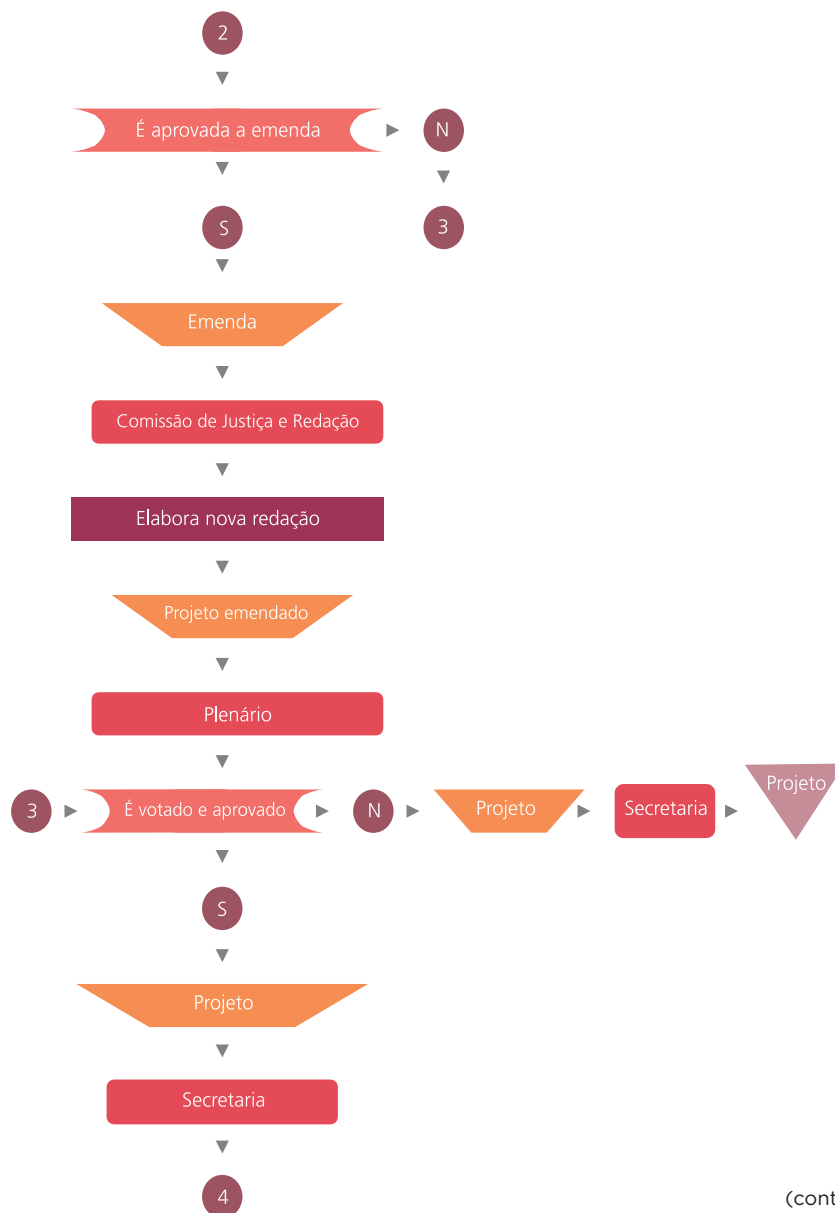 2
É aprovada a emenda
N
S
3
Emenda
Comissão de Justiça e Redação
Elabora nova redação
Projeto emendado
Plenário
3
É votado e aprovado
N
Projeto
Secretaria
Projeto
S
Projeto
Secretaria
4
(cont